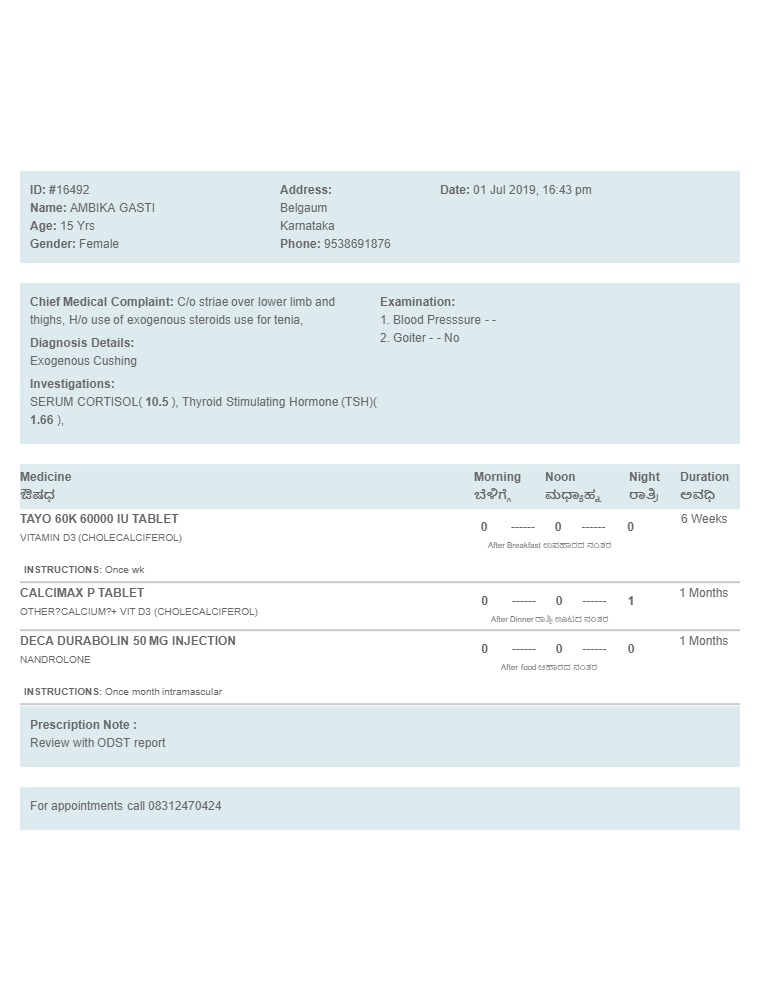 ID: #16492
Name: AMBIKA GASTI
Age: 15 Yrs
Gender: Female
Address:
Belgaum
Karnataka
Phone: 9538691876
Date: 01 Jul 2019, 16:43 pm
Chief Medical Complaint: C/o striae over lower limb and
thighs, H/o use of exogenous steroids use for tenia,
Diagnosis Details:
Exogenous Cushing
Investigations:
SERUM CORTISOL( 10.5 ), Thyroid Stimulating Hormone (TSH)(
1.66 ),
Examination:
1. Blood Presssure - -
2. Goiter - - No
Medicine Morning Noon Night Duration
ಔಷಧ ಬೆಳಿಗ್ಗೆ ಮಧ್ಯಾಹ್ನ ರಾತ್ರಿ ಅವಧಿ
TAYO 60K 60000 IU TABLET 0 ------ 0 ------ 0 6 Weeks
VITAMIN D3 (CHOLECALCIFEROL)
After Breakfast ಉಪಹಾರದ ನಂತರ
INSTRUCTIONS: Once wk
CALCIMAX P TABLET 0 ------ 0 ------ 1 1 Months
OTHER?CALCIUM?+ VIT D3 (CHOLECALCIFEROL)
After Dinner ರಾತ್ರಿ ಊಟದ ನಂತರ
DECA DURABOLIN 50 MG INJECTION 0 ------ 0 ------ 0 1 Months
NANDROLONE
After food ಆಹಾರದ ನಂತರ
INSTRUCTIONS: Once month intramascular
Prescription Note :
Review with ODST report
For appointments call 08312470424